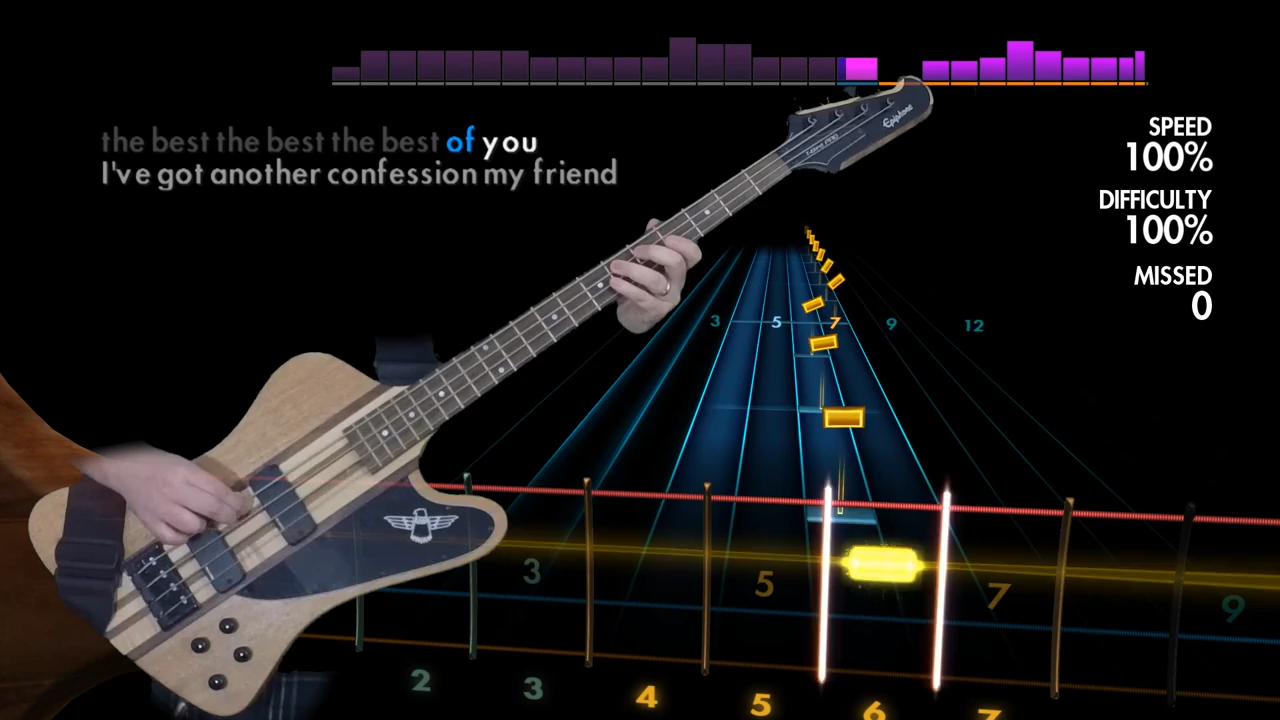 the best the best the best of you
I've got another confession my friend
SPEED
100%
DIFFICULTY
100%
MISSED
0
Epiphone
3 5 7 9 12
3 5 7 9
2 3 4 5 6 7